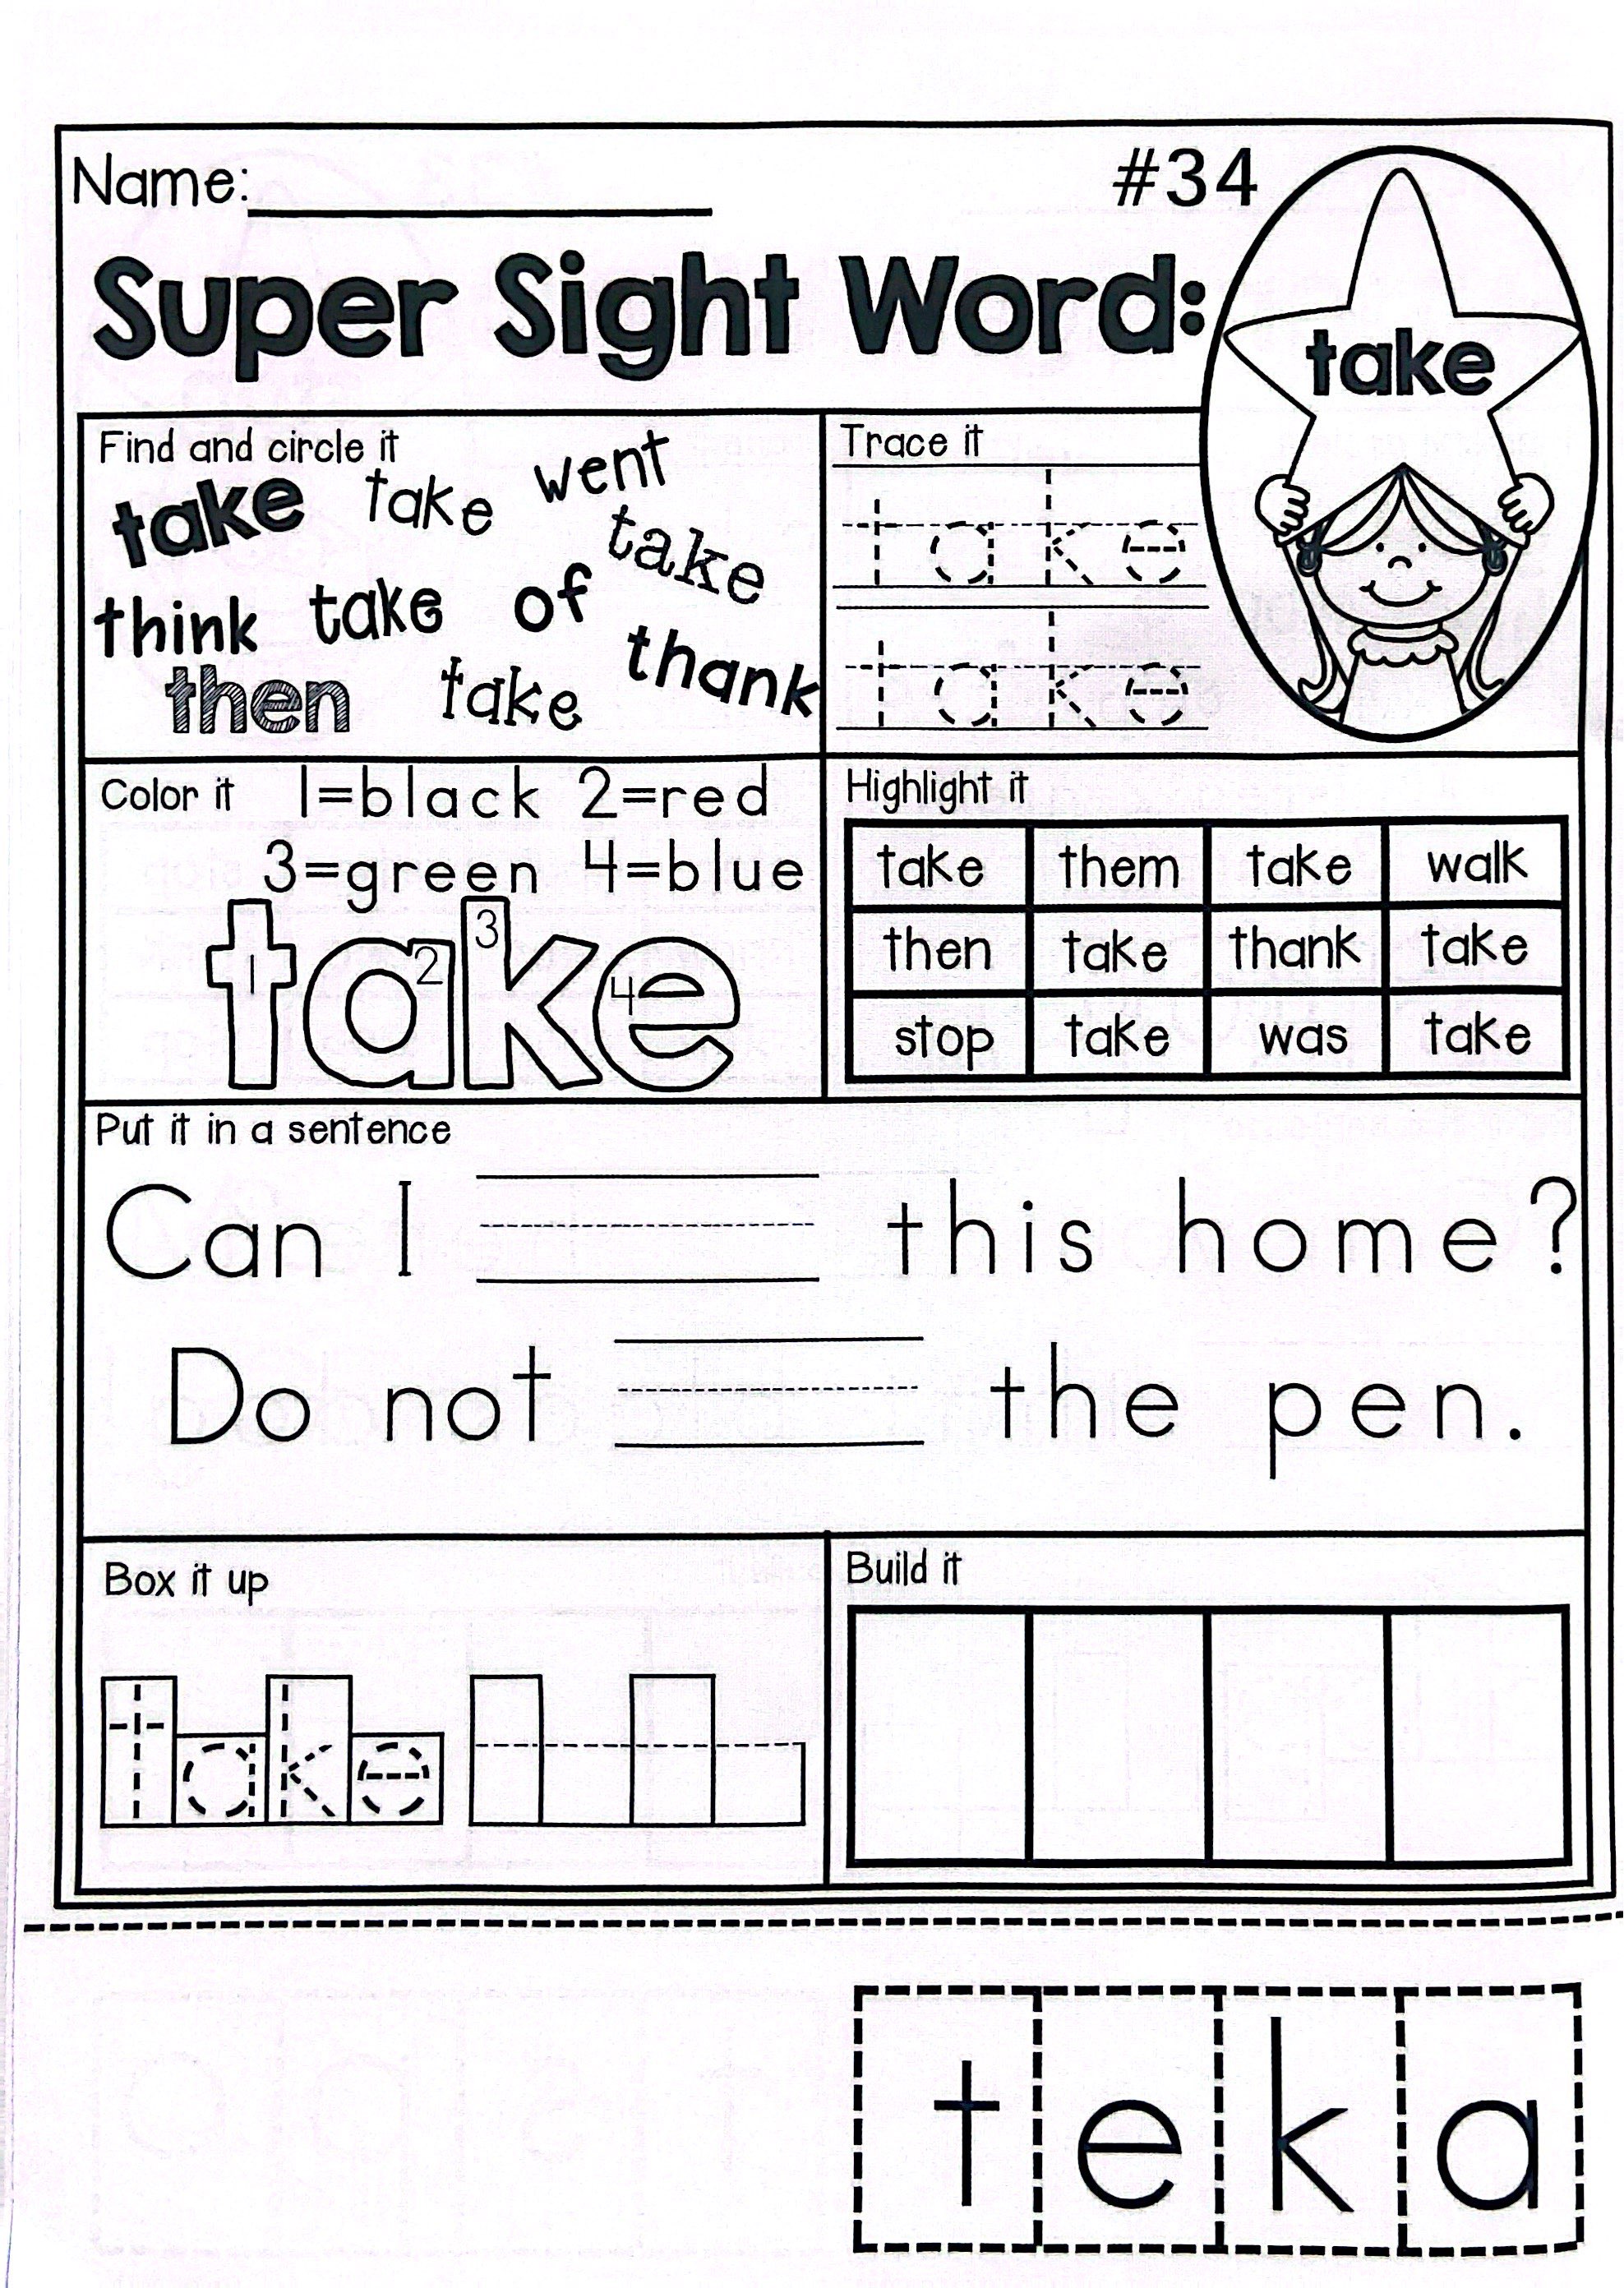 Name: #34
Super Sight Word:
take
Find and circle it
take take went
take
think take of
thank
then take
Trace it
take
take
Color it 1=black 2=red
3=green 4=blue
take
1 2 3 4
Highlight it
take them take walk
then take thank take
stop take was take
Put it in a sentence
Can I this home?
Do not the pen.
Box it up
take
Build it
t e k a